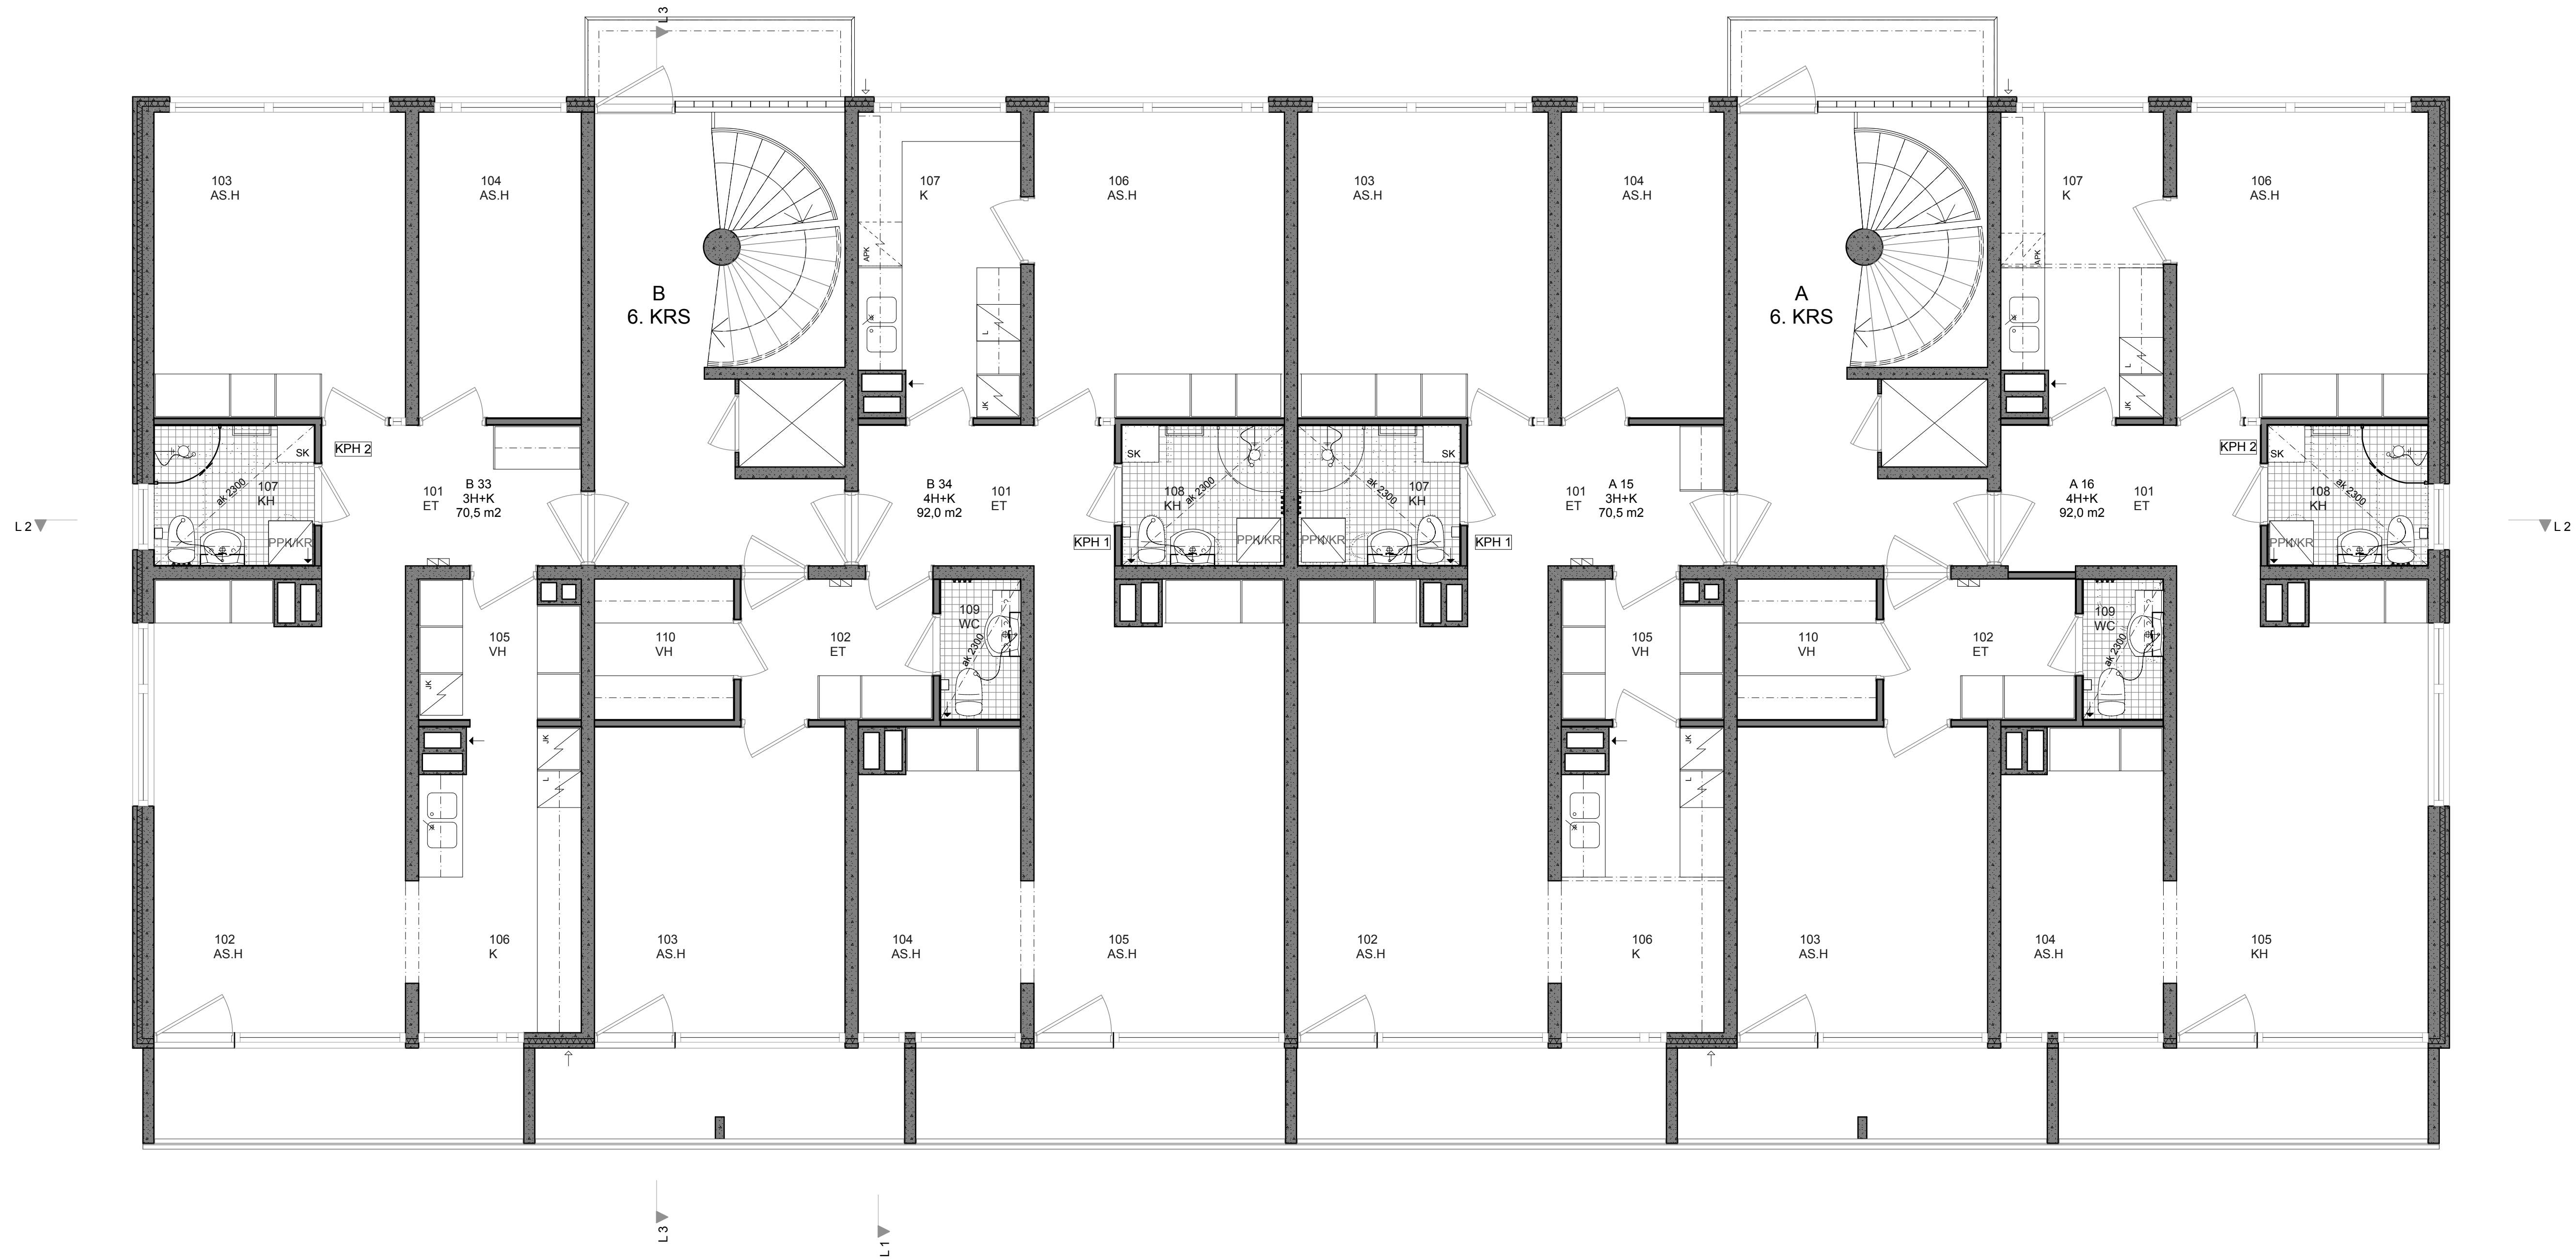 L 3
103
AS.H
104
AS.H
107
K
106
AS.H
103
AS.H
104
AS.H
107
K
106
AS.H
APK
APK
B
6. KRS
A
6. KRS
L
JK
L
JK
KPH 2
SK
ak 2300
107
KH
PPK/KR
101
ET
B 33
3H+K
70,5 m2
B 34
4H+K
92,0 m2
101
ET
KPH 1
SK
108
KH
ak 2300
PPK/KR
SK
ak 2300
107
KH
PPK/KR
KPH 1
101
ET
A 15
3H+K
70,5 m2
A 16
4H+K
92,0 m2
101
ET
KPH 2
SK
ak 2300
108
KH
PPK/KR
L 2
L 2
105
VH
JK
110
VH
102
ET
109
WC
ak 2300
105
VH
110
VH
102
ET
109
WC
ak 2300
JK
L
JK
L
102
AS.H
106
K
103
AS.H
104
AS.H
105
AS.H
102
AS.H
106
K
103
AS.H
104
AS.H
105
KH
L 3
L 1